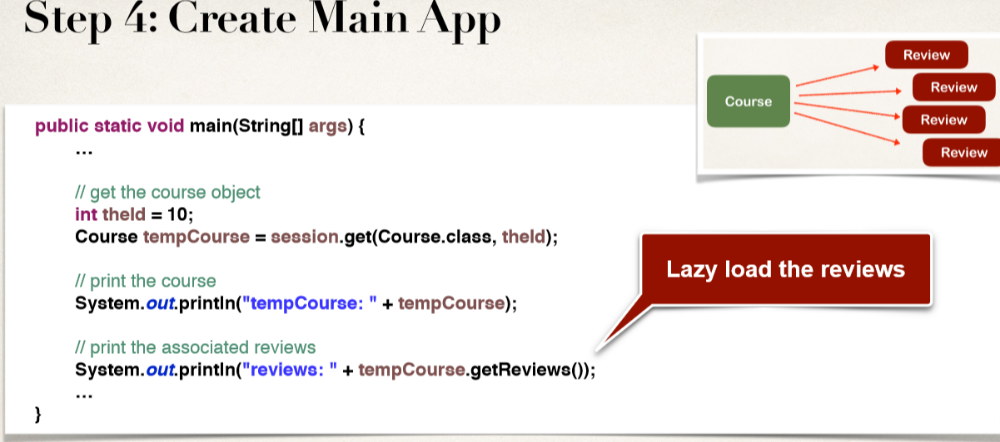 Step 4: Create Main App
Course
Review
Review
Review
Review
public static void main(String[] args) {
...
// get the course object
int theId = 10;
Course tempCourse = session.get(Course.class, theId);
// print the course
System.out.println("tempCourse: " + tempCourse);
// print the associated reviews
System.out.println("reviews: " + tempCourse.getReviews());
...
}
Lazy load the reviews